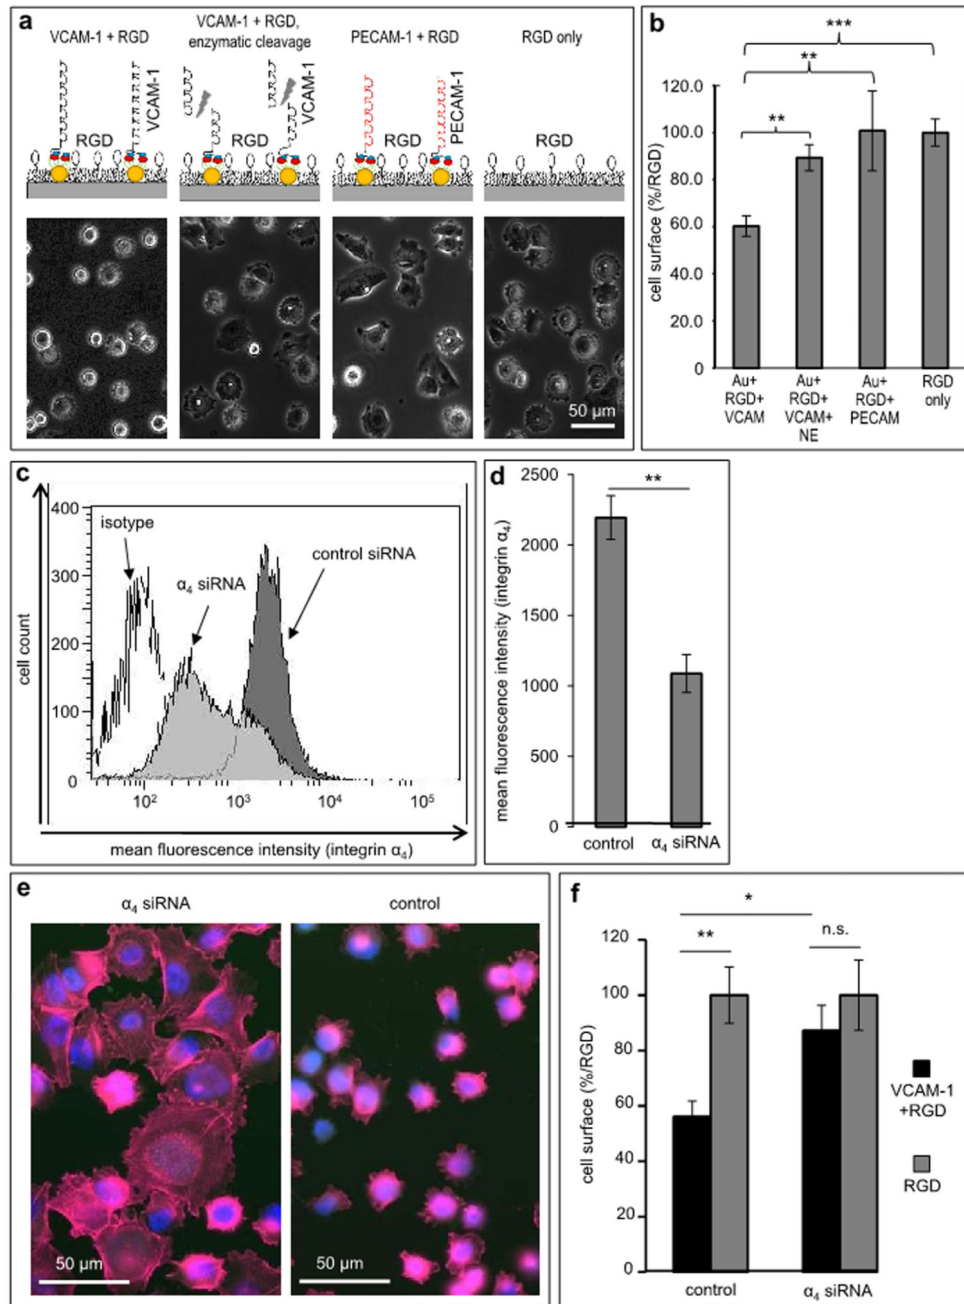 a
VCAM-1 + RGD
VCAM-1 + RGD,
enzymatic cleavage
PECAM-1 + RGD
RGD only
RGD
VCAM-1
RGD
VCAM-1
RGD
PECAM-1
RGD
50 µm
b
***
**
**
cell surface (%/RGD)
120.0
100.0
80.0
60.0
40.0
20.0
.0
Au+
RGD+
VCAM
Au+
RGD+
VCAM+
NE
Au+
RGD+
PECAM
RGD
only
c
cell count
400
300
200
100
0
isotype
α4 siRNA
control siRNA
10²
10³
10⁴
10⁵
mean fluorescence intensity (integrin α4)
d
mean fluorescence intensity (integrin α4)
2500
2000
1500
1000
500
0
**
control
α4 siRNA
e
α4 siRNA
control
50 µm
50 µm
f
*
**
n.s.
cell surface (%/RGD)
120
100
80
60
40
20
0
control
α4 siRNA
VCAM-1
+RGD
RGD